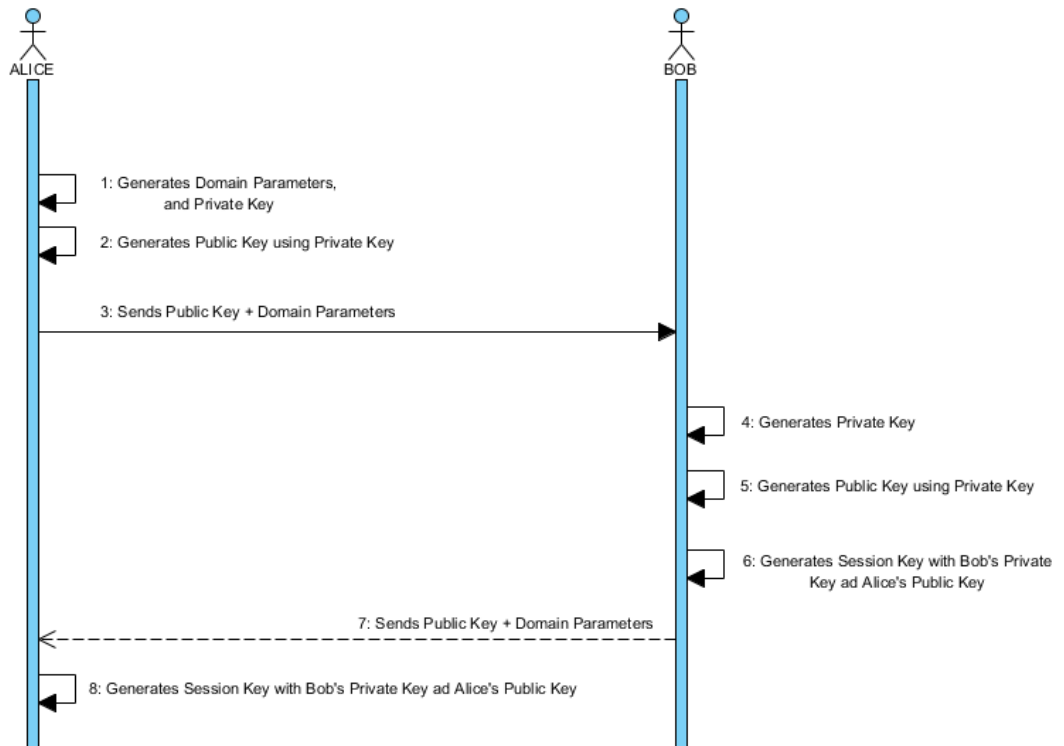 ALICE
BOB
1: Generates Domain Parameters,
and Private Key
2: Generates Public Key using Private Key
3: Sends Public Key + Domain Parameters
4: Generates Private Key
5: Generates Public Key using Private Key
6: Generates Session Key with Bob's Private
Key ad Alice's Public Key
7: Sends Public Key + Domain Parameters
8: Generates Session Key with Bob's Private Key ad Alice's Public Key